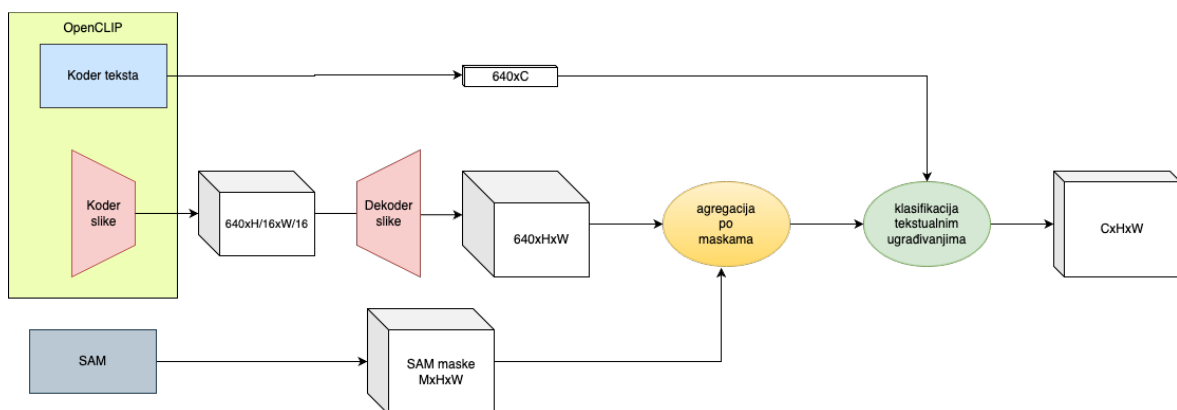 OpenCLIP
Koder teksta
640xC
Koder
slike
640xH/16xW/16
Dekoder
slike
640xHxW
agregacija
po
maskama
klasifikacija
tekstualnim
ugrađivanjima
CxHxW
SAM
SAM maske
MxHxW